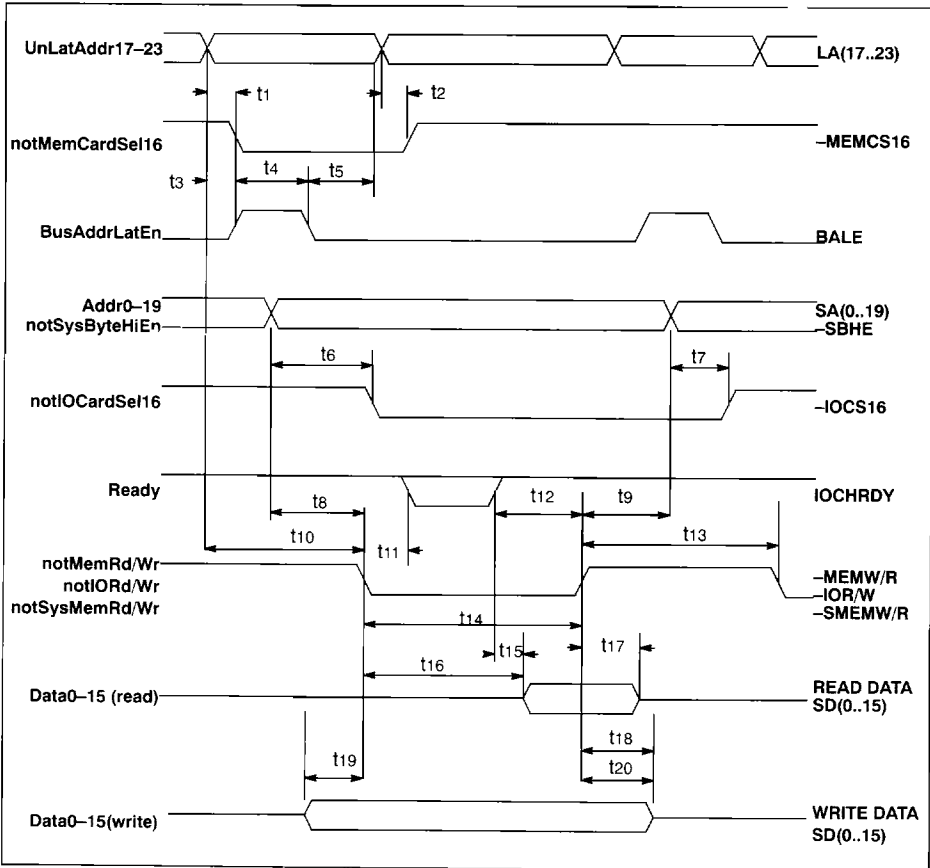 UnLatAddr17–23 LA(17..23)
t1 t2
notMemCardSel16 –MEMCS16
t3 t4 t5
BusAddrLatEn BALE
Addr0–19 SA(0..19)
notSysByteHiEn –SBHE
t6 t7
notIOCardSel16 –IOCS16
Ready IOCHRDY
t8 t12 t9
t10 t11 t13
notMemRd/Wr –MEMW/R
notIORd/Wr –IOR/W
notSysMemRd/Wr –SMEMW/R
t14
t16 t15 t17
Data0–15 (read) READ DATA
SD(0..15)
t18
t19 t20
Data0–15(write) WRITE DATA
SD(0..15)